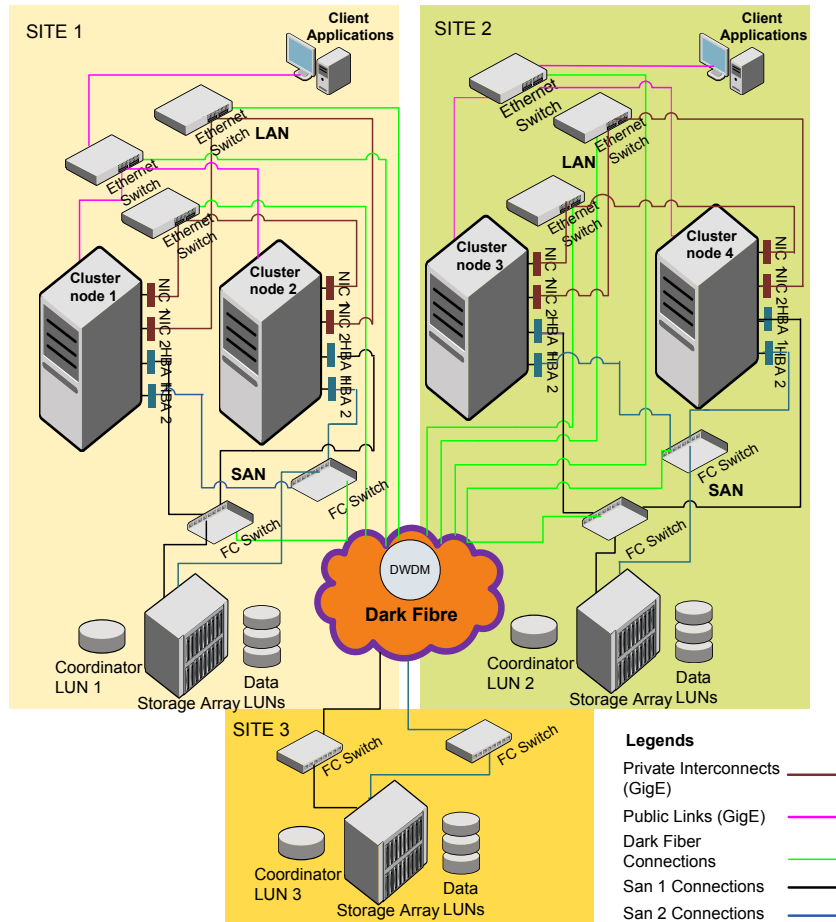 SITE 1
Client
Applications
Ethernet
Switch
LAN
Ethernet
Switch
Ethernet
Switch
Cluster
node 1
NIC 1
NIC 2
HBA 1
HBA 2
Cluster
node 2
NIC 1
NIC 2
HBA 1
HBA 2
SAN
FC Switch
FC Switch
Coordinator
LUN 1
Storage Array
Data
LUNs
SITE 2
Client
Applications
Ethernet
Switch
Ethernet
Switch
LAN
Ethernet
Switch
Cluster
node 3
NIC 1
NIC 2
HBA 1
HBA 2
Cluster
node 4
NIC 1
NIC 2
HBA 1
HBA 2
FC Switch
SAN
FC Switch
Coordinator
LUN 2
Storage Array
Data
LUNs
DWDM
Dark Fibre
SITE 3
FC Switch
FC Switch
Coordinator
LUN 3
Storage Array
Data
LUNs
Legends
Private Interconnects
(GigE)
Public Links (GigE)
Dark Fiber
Connections
San 1 Connections
San 2 Connections